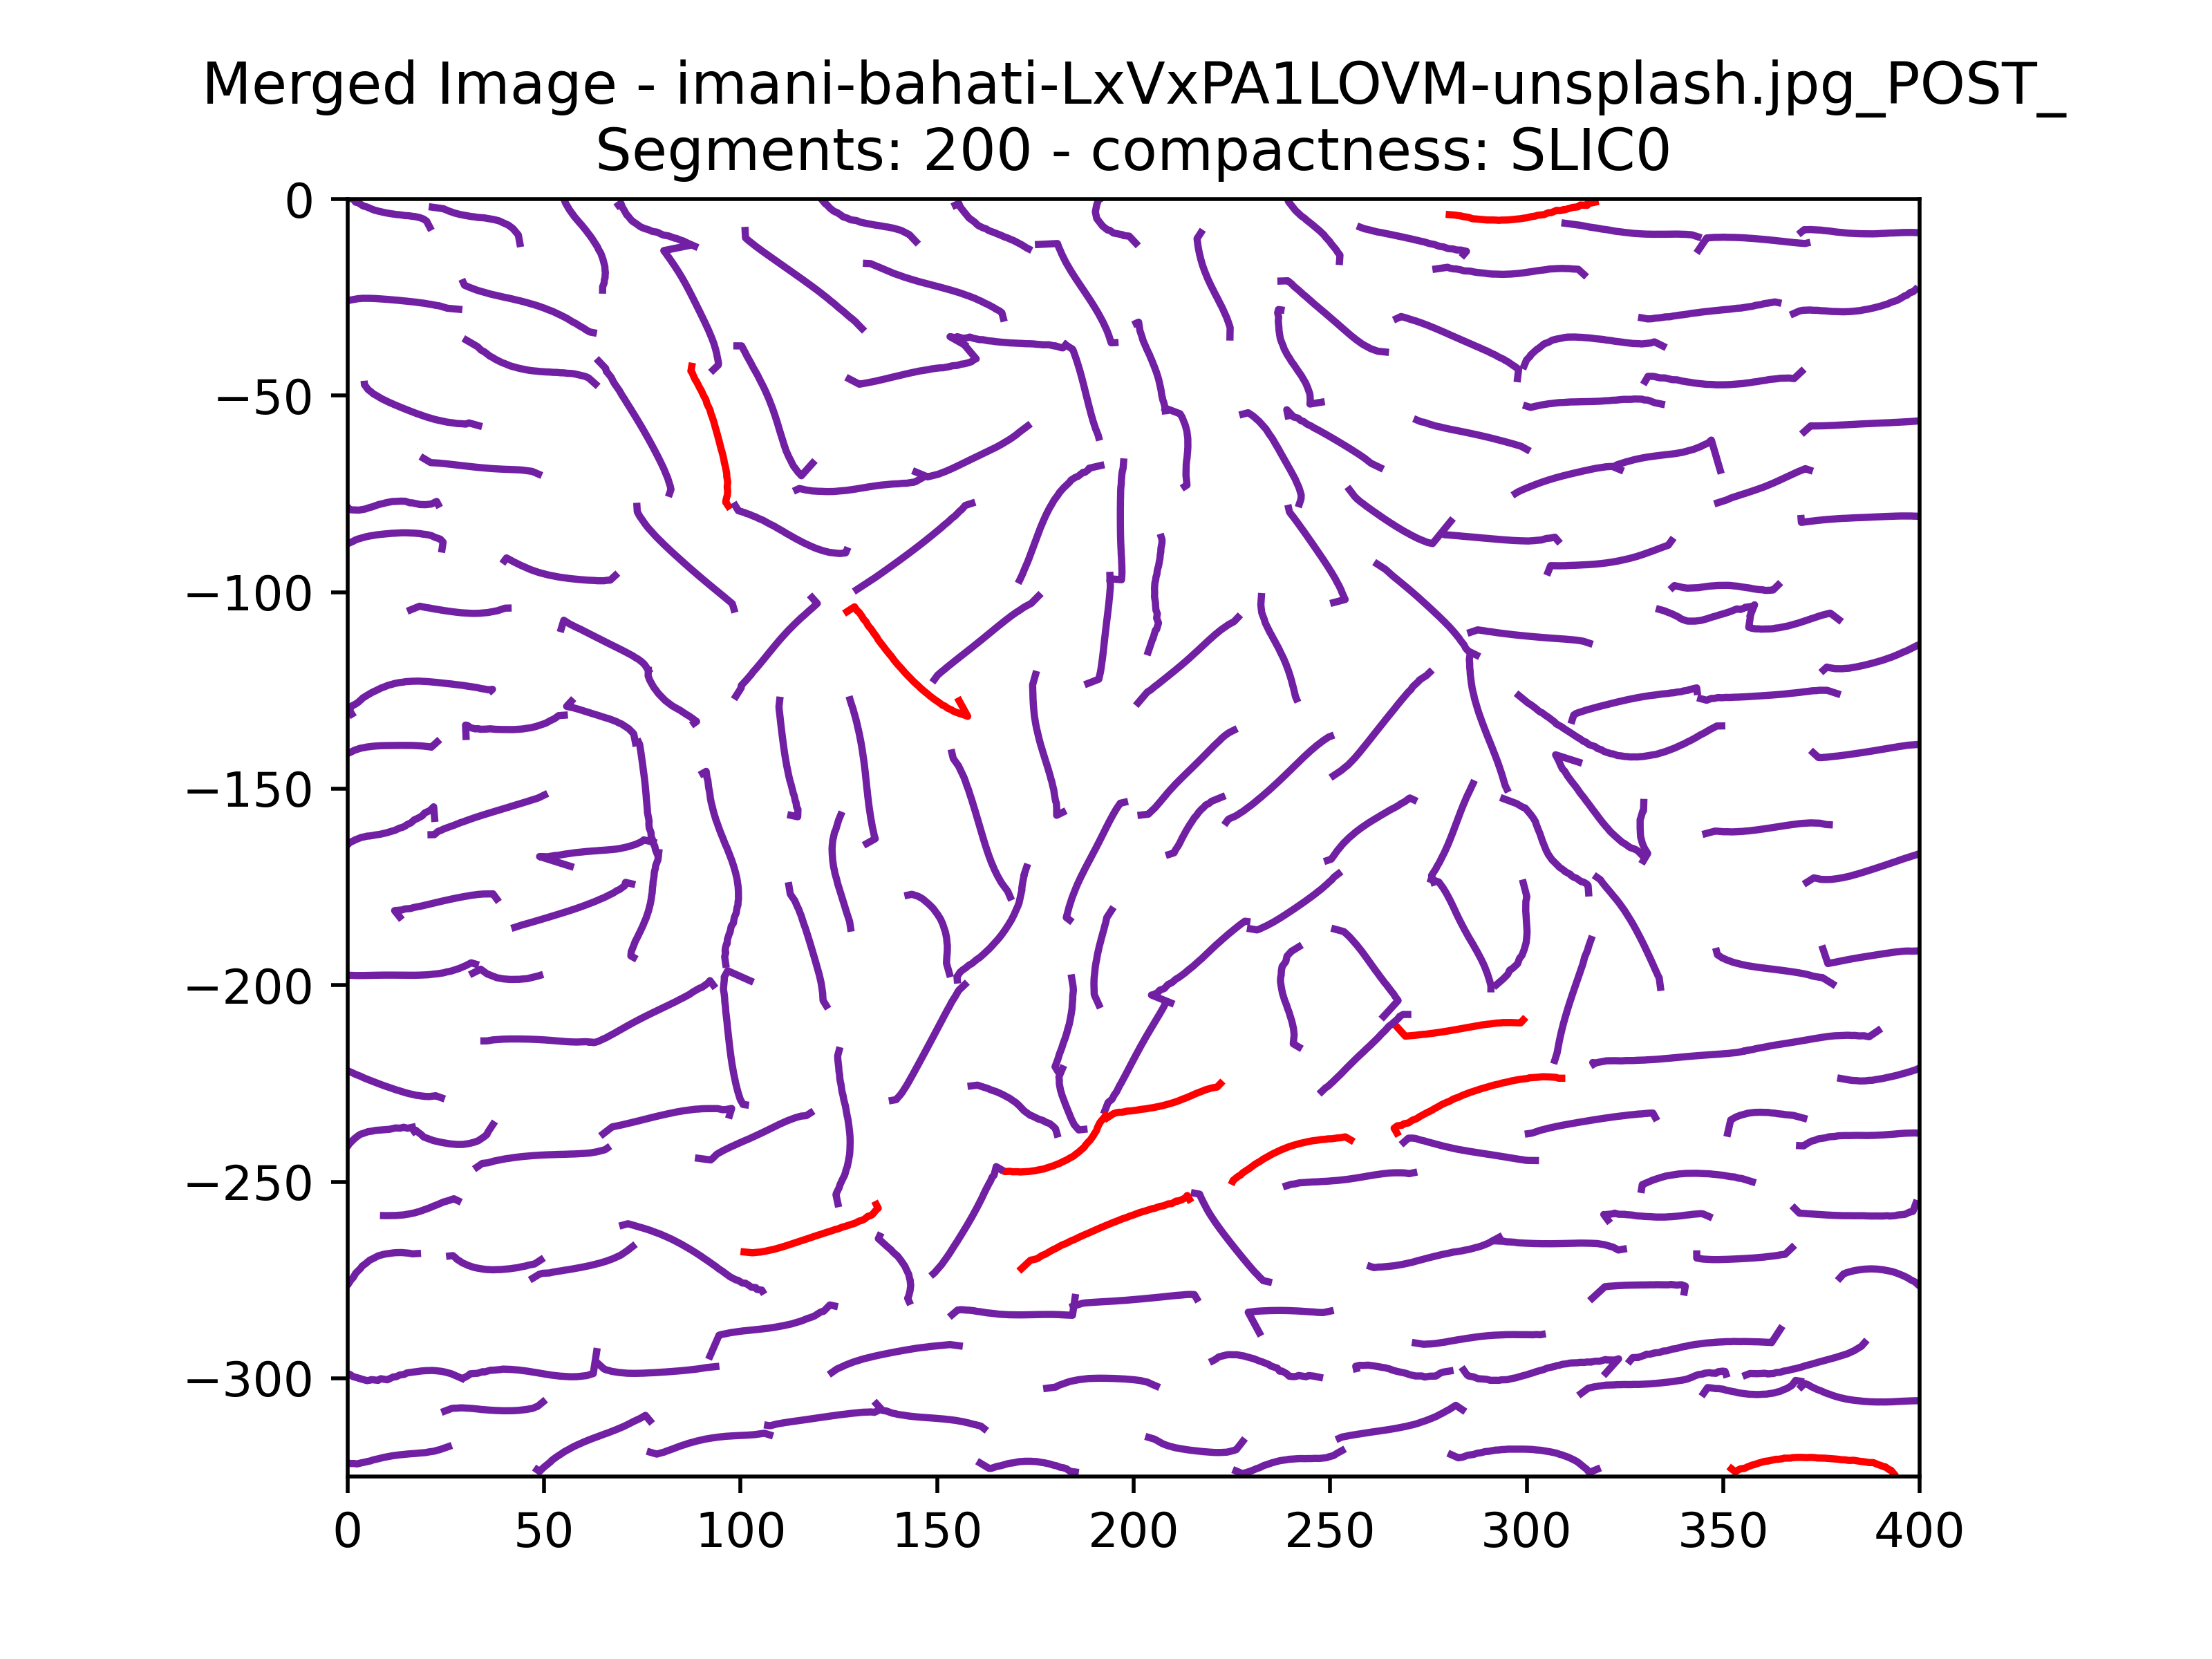 Merged Image - imani-bahati-LxVxPA1LOVM-unsplash.jpg_POST_
Segments: 200 - compactness: SLIC0
0
−50
−100
−150
−200
−250
−300
0 50 100 150 200 250 300 350 400